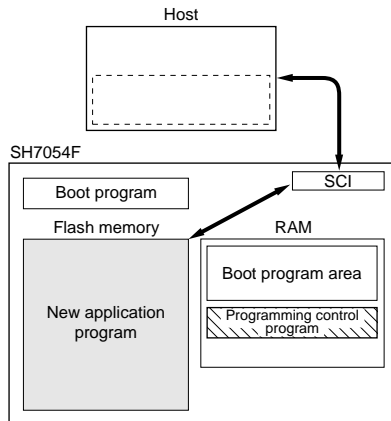 Host
SH7054F
SCI
Boot program
Flash memory
RAM
New application
program
Boot program area
Programming control
program